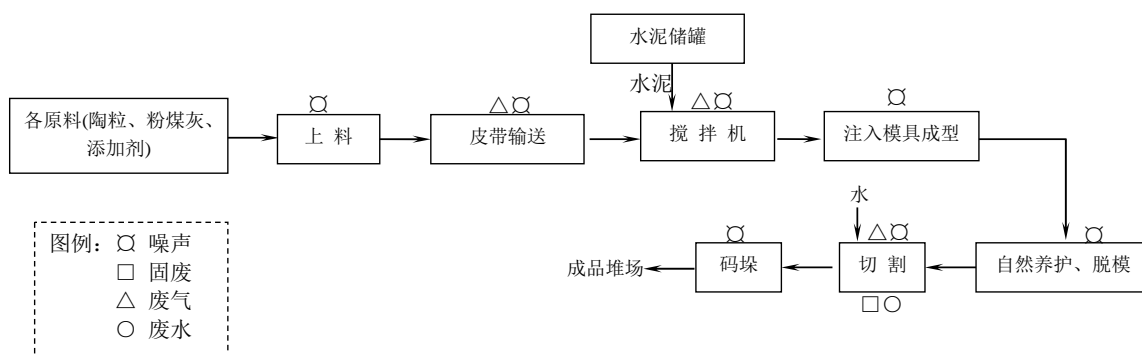 水泥储罐
水泥
各原料(陶粒、粉煤灰、
添加剂)
上 料
皮带输送
搅 拌 机
注入模具成型
水
成品堆场
码垛
切 割
自然养护、脱模
图例： 噪声
固废
废气
废水